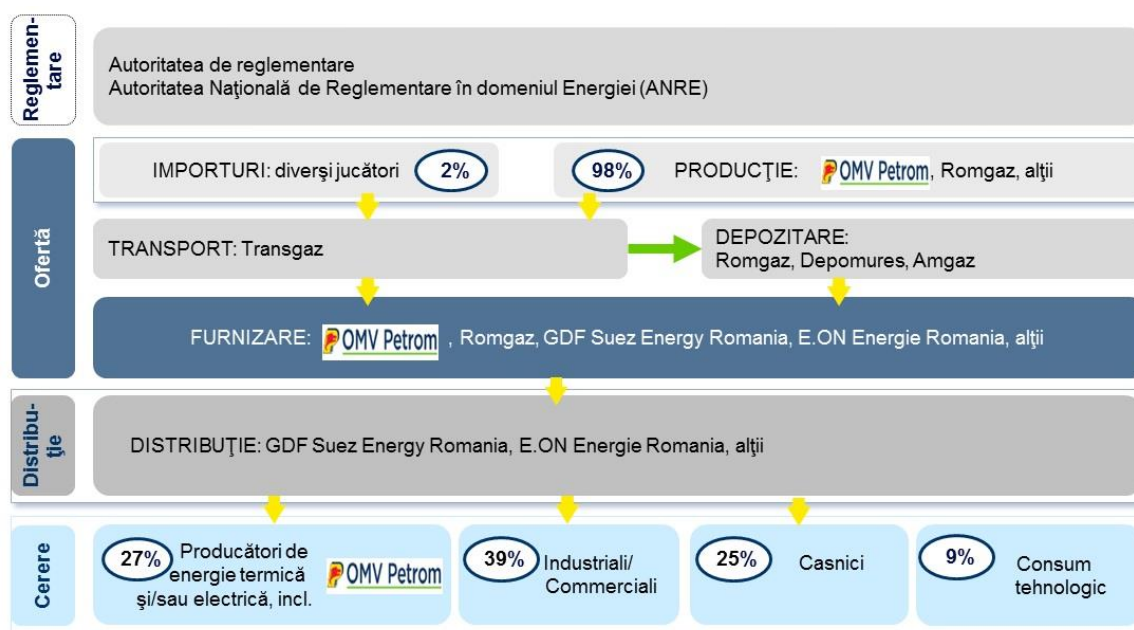 Reglemen-
tare
Autoritatea de reglementare
Autoritatea Naţională de Reglementare în domeniul Energiei (ANRE)
Ofertă
IMPORTURI: diverşi jucători 2%
98% PRODUCŢIE: OMV Petrom, Romgaz, alţii
TRANSPORT: Transgaz
DEPOZITARE:
Romgaz, Depomures, Amgaz
FURNIZARE: OMV Petrom , Romgaz, GDF Suez Energy Romania, E.ON Energie Romania, alţii
Distribu-
ţie
DISTRIBUŢIE: GDF Suez Energy Romania, E.ON Energie Romania, alţii
Cerere
27% Producători de
energie termică
şi/sau electrică, incl. OMV Petrom
39% Industriali/
Commerciali
25% Casnici
9% Consum
tehnologic